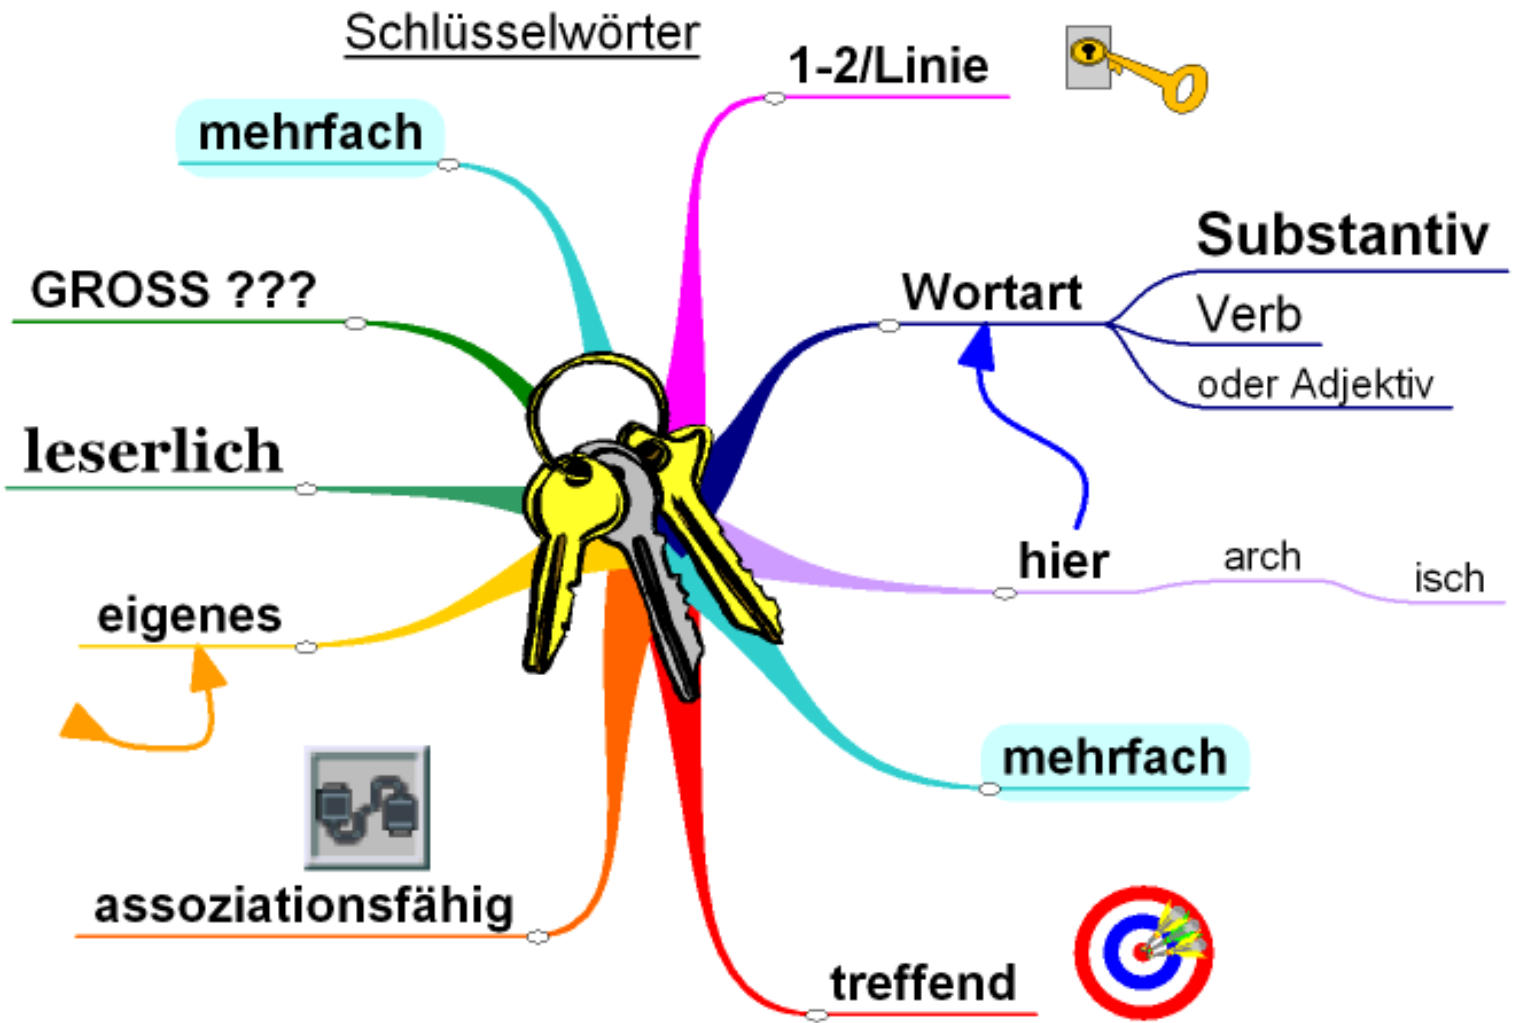 Schlüsselwörter
1-2/Linie
mehrfach
Substantiv
GROSS ???
Wortart
Verb
oder Adjektiv
leserlich
hier
arch
isch
eigenes
mehrfach
assoziationsfähig
treffend